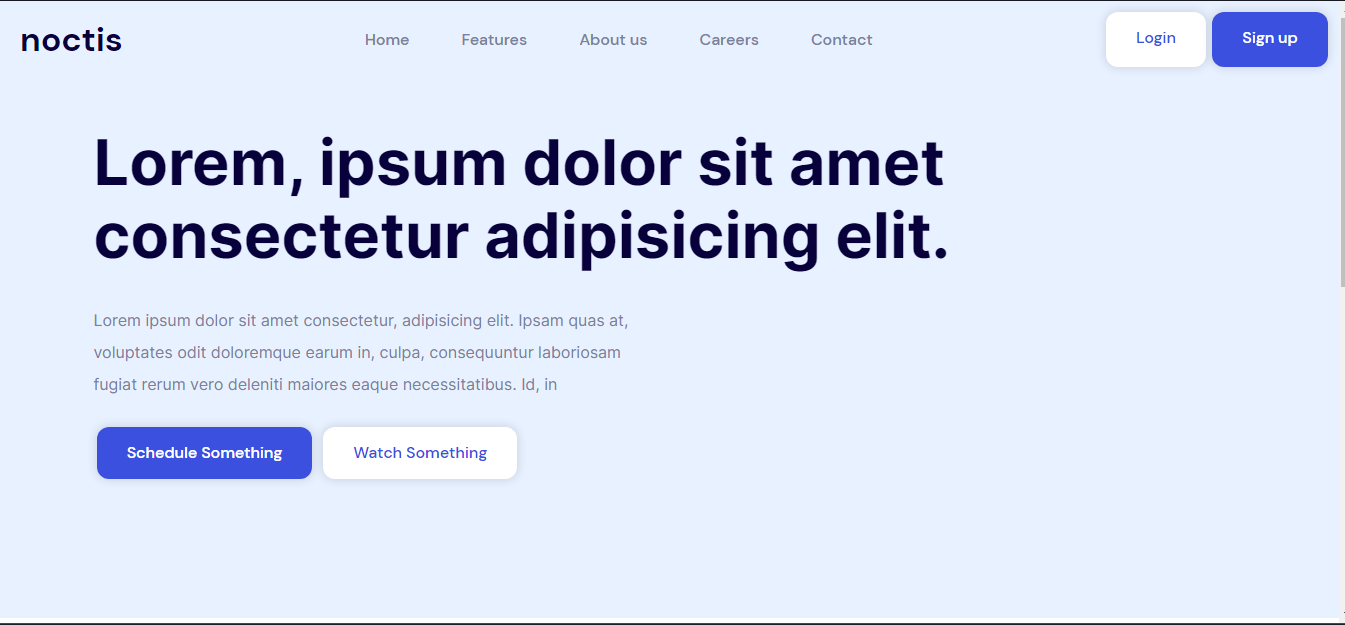 noctis
Home Features About us Careers Contact
Login Sign up
Lorem, ipsum dolor sit amet
consectetur adipisicing elit.
Lorem ipsum dolor sit amet consectetur, adipisicing elit. Ipsam quas at,
voluptates odit doloremque earum in, culpa, consequuntur laboriosam
fugiat rerum vero deleniti maiores eaque necessitatibus. Id, in
Schedule Something Watch Something